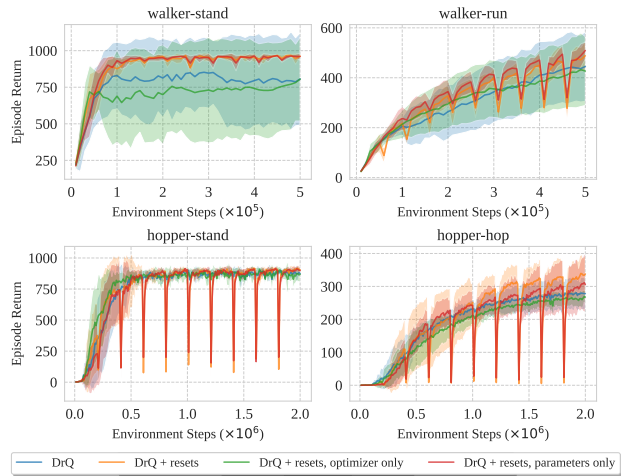 walker-stand
walker-run
1000
750
500
250
Episode Return
0 1 2 3 4 5
Environment Steps (×10⁵)
600
400
200
0
0 1 2 3 4 5
Environment Steps (×10⁵)
hopper-stand
hopper-hop
1000
750
500
250
0
Episode Return
0.0 0.5 1.0 1.5 2.0
Environment Steps (×10⁶)
400
300
200
100
0
0.0 0.5 1.0 1.5 2.0
Environment Steps (×10⁶)
DrQ DrQ + resets DrQ + resets, optimizer only DrQ + resets, parameters only